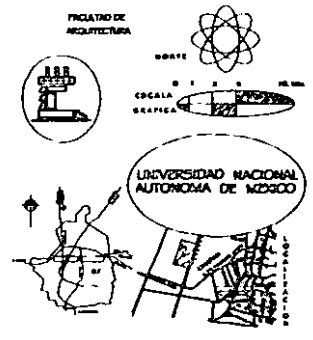 FACULTAD DE
ARQUITECTURA
NORTE
ESCALA
GRAFICA
UNIVERSIDAD NACIONAL
AUTONOMA DE MEXICO
LOCALIZACION